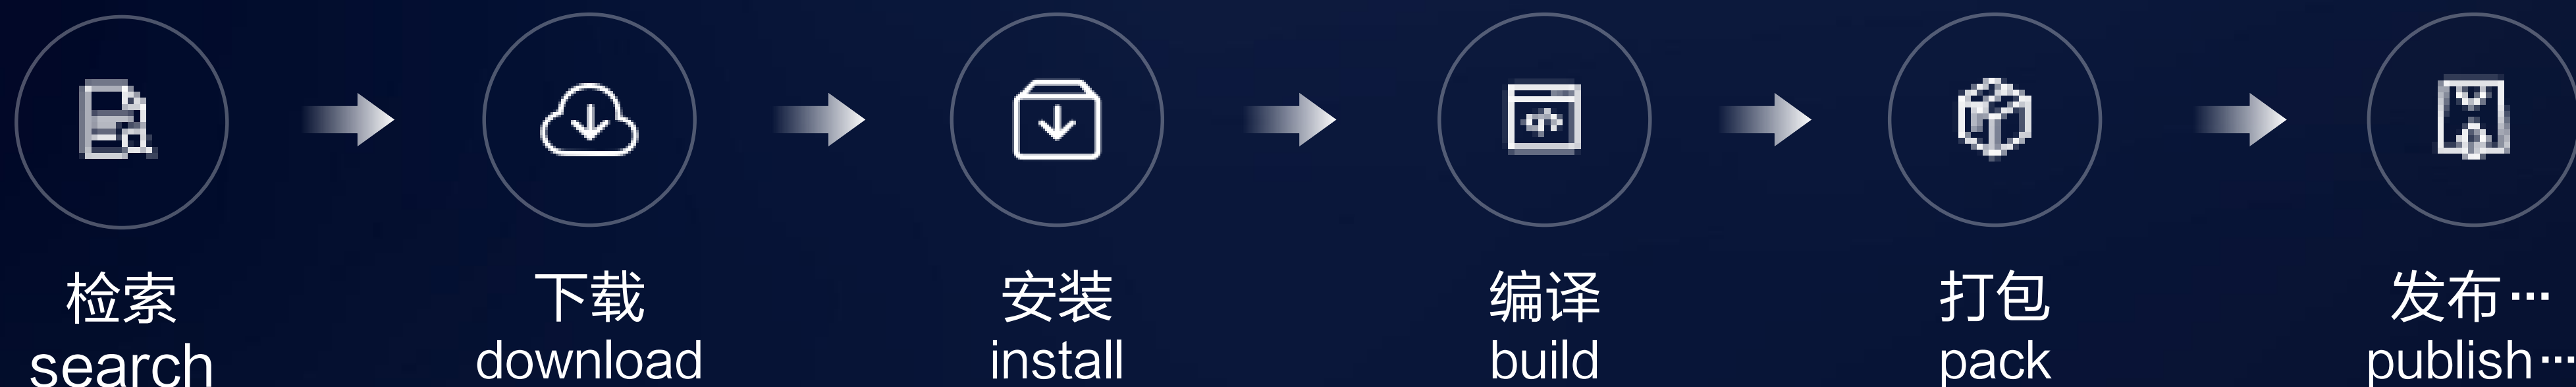 检索
search
下载
download
安装
install
编译
build
打包
pack
发布…
publish…